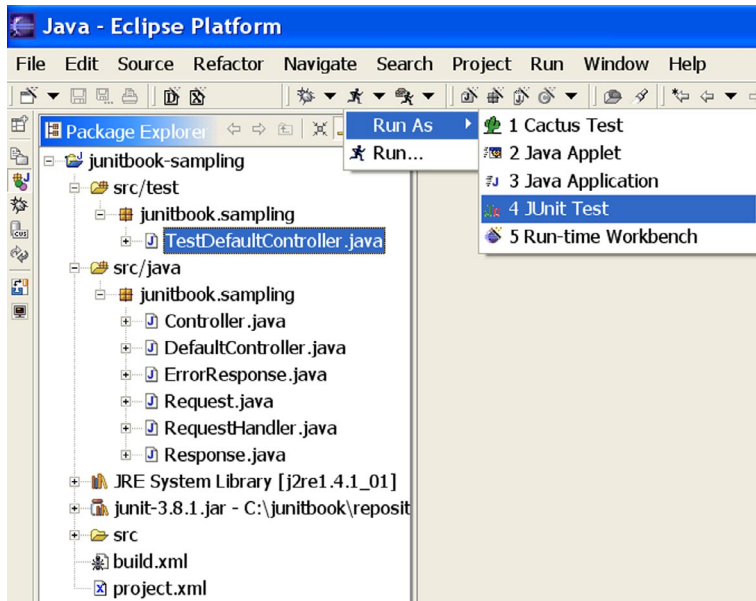 Java - Eclipse Platform
File Edit Source Refactor Navigate Search Project Run Window Help
Package Explorer
Run As
Run...
1 Cactus Test
2 Java Applet
3 Java Application
4 JUnit Test
5 Run-time Workbench
junitbook-sampling
src/test
junitbook.sampling
TestDefaultController.java
src/java
junitbook.sampling
Controller.java
DefaultController.java
ErrorResponse.java
Request.java
RequestHandler.java
Response.java
JRE System Library [j2re1.4.1_01]
junit-3.8.1.jar - C:\junitbook\reposit
src
build.xml
project.xml